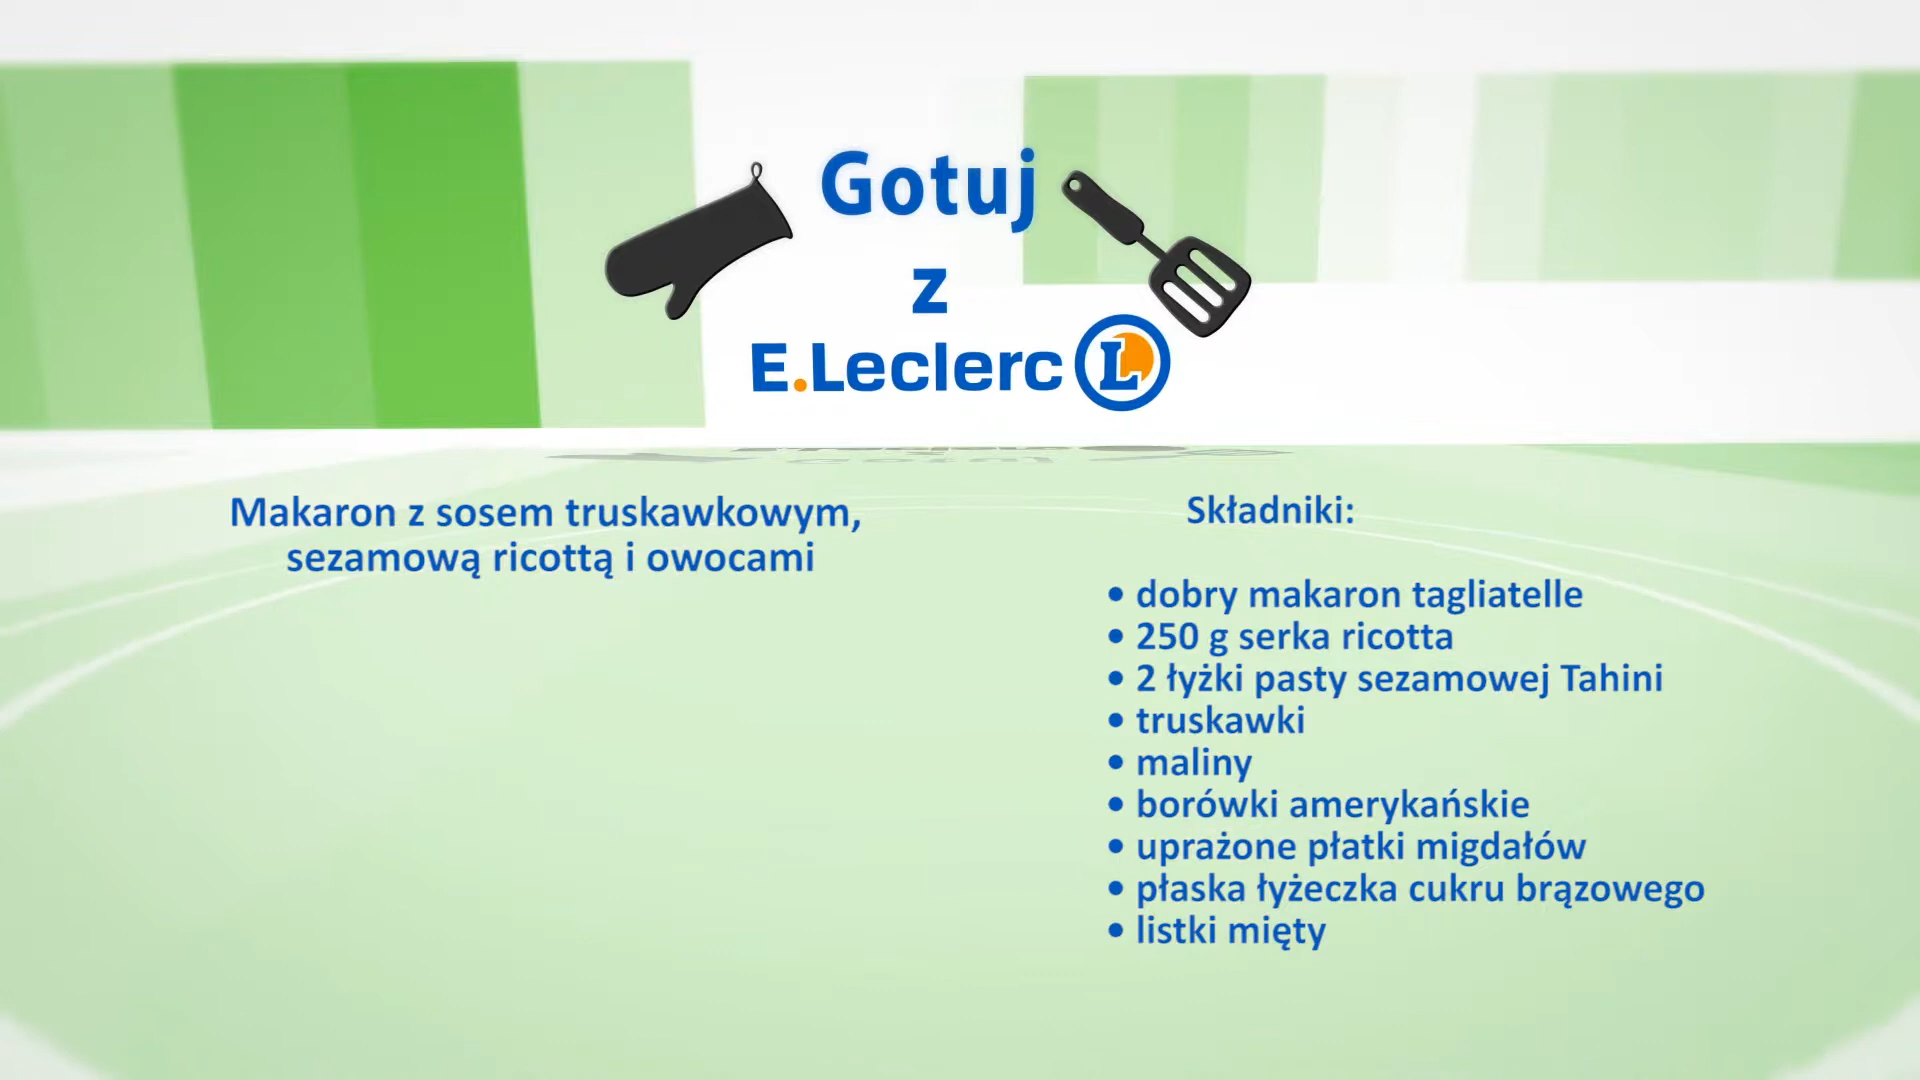 Gotuj
z
E.Leclerc L
Makaron z sosem truskawkowym,
sezamową ricottą i owocami
Składniki:
• dobry makaron tagliatelle
• 250 g serka ricotta
• 2 łyżki pasty sezamowej Tahini
• truskawki
• maliny
• borówki amerykańskie
• uprażone płatki migdałów
• płaska łyżeczka cukru brązowego
• listki mięty